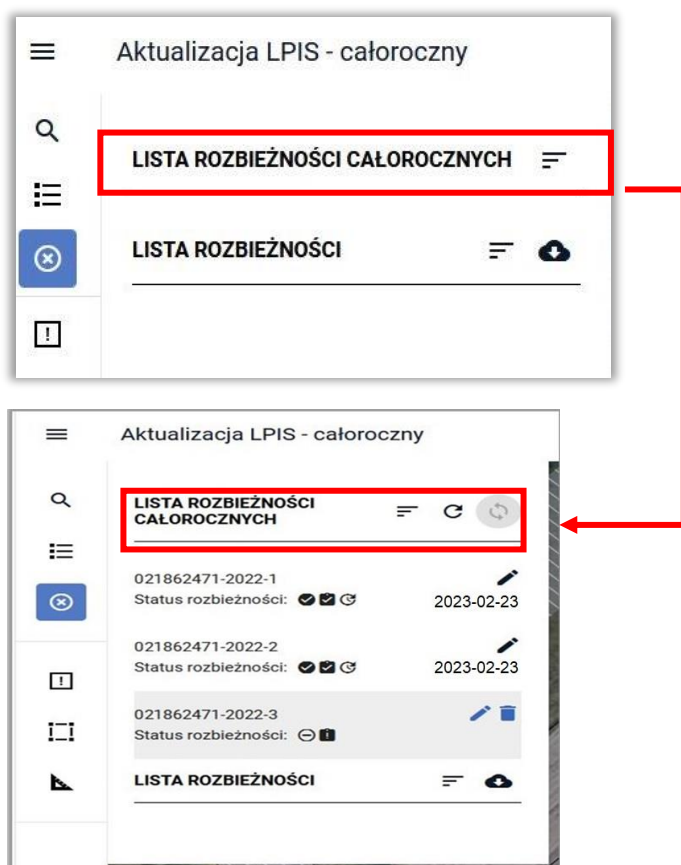 Aktualizacja LPIS - całoroczny
LISTA ROZBIEŻNOŚCI CAŁOROCZNYCH
LISTA ROZBIEŻNOŚCI
Aktualizacja LPIS - całoroczny
LISTA ROZBIEŻNOŚCI
CAŁOROCZNYCH
021862471-2022-1
Status rozbieżności: 2023-02-23
021862471-2022-2
Status rozbieżności: 2023-02-23
021862471-2022-3
Status rozbieżności:
LISTA ROZBIEŻNOŚCI